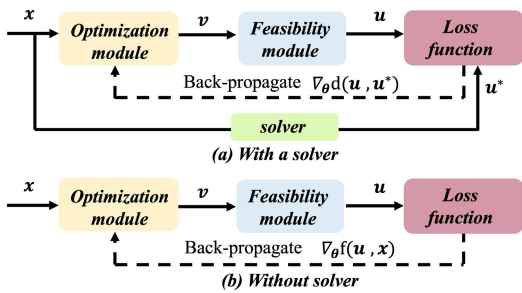 x
Optimization
module
v
Feasibility
module
u
Loss
function
Back-propagate ∇θd(u , u*)
u*
solver
(a) With a solver
x
Optimization
module
v
Feasibility
module
u
Loss
function
Back-propagate ∇θf(u , x)
(b) Without solver